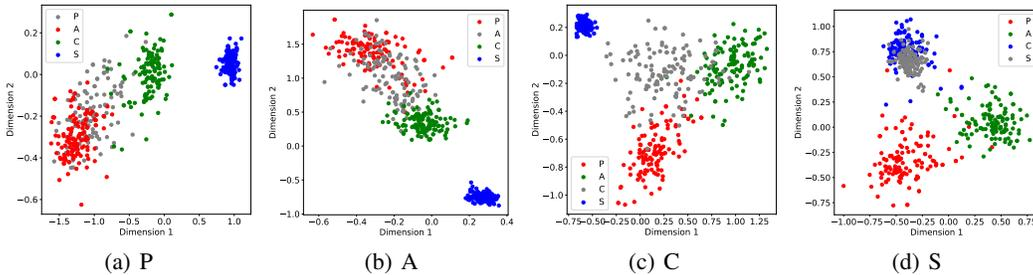 P
A
C
S
0.2
0.0
−0.2
−0.4
−0.6
Dimension 2
−1.5 −1.0 −0.5 0.0 0.5 1.0
Dimension 1
(a) P
P
A
C
S
1.5
1.0
0.5
0.0
−0.5
−1.0
Dimension 2
−0.6 −0.4 −0.2 0.0 0.2 0.4
Dimension 1
(b) A
P
A
C
S
0.2
0.0
−0.2
−0.4
−0.6
−0.8
−1.0
Dimension 2
−0.75 −0.50 −0.25 0.00 0.25 0.50 0.75 1.00 1.25
Dimension 1
(c) C
P
A
C
S
1.00
0.75
0.50
0.25
0.00
−0.25
−0.50
−0.75
Dimension 2
−1.00 −0.75 −0.50 −0.25 0.00 0.25 0.50 0.75
Dimension 1
(d) S